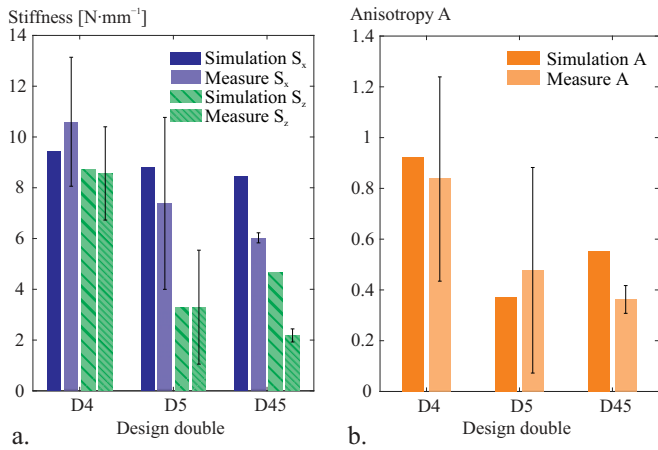 Stiffness [N·mm⁻¹]
14
12
10
8
6
4
2
0
Simulation Sₓ
Measure Sₓ
Simulation S_z
Measure S_z
D4 D5 D45
Design double
a.
Anisotropy A
1.4
1.2
1
0.8
0.6
0.4
0.2
0
Simulation A
Measure A
D4 D5 D45
Design double
b.